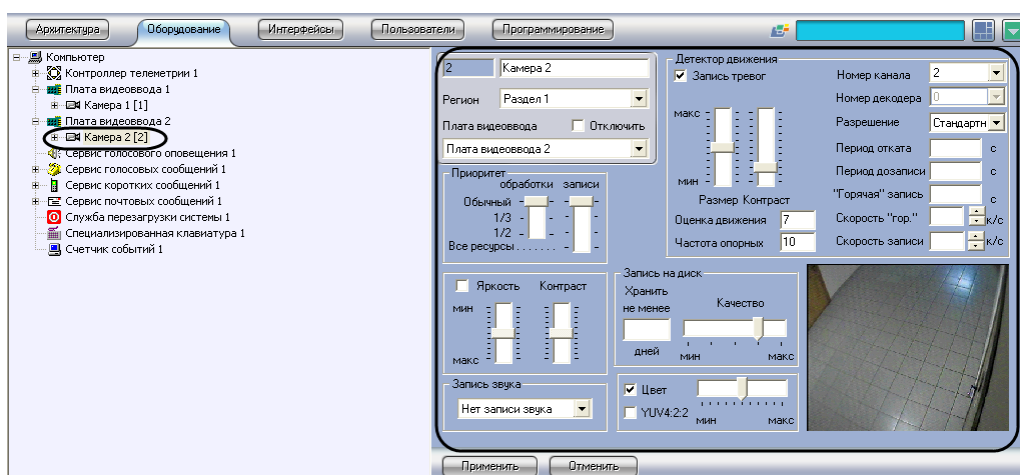 Архитектура Оборудование Интерфейсы Пользователи Программирование
Компьютер
Контроллер телеметрии 1
Плата видеоввода 1
Камера 1 [1]
Плата видеоввода 2
Камера 2 [2]
Сервис голосового оповещения 1
Сервис голосовых сообщений 1
Сервис коротких сообщений 1
Сервис почтовых сообщений 1
Служба перезагрузки системы 1
Специализированная клавиатура 1
Счетчик событий 1
2 Камера 2
Регион Раздел 1
Плата видеоввода Отключить
Плата видеоввода 2
Приоритет
обработки записи
Обычный
1/3
1/2
Все ресурсы
Яркость Контраст
мин
макс
Запись звука
Нет записи звука
Детектор движения
Запись тревог
макс
мин
Размер Контраст
Оценка движения 7
Частота опорных 10
Номер канала 2
Номер декодера 0
Разрешение Стандартн
Период отката с
Период дозаписи с
"Горячая" запись с
Скорость "гор." к/с
Скорость записи к/с
Запись на диск
Хранить
не менее
дней
Качество
мин макс
Цвет
YUV4:2:2
мин макс
Применить Отменить